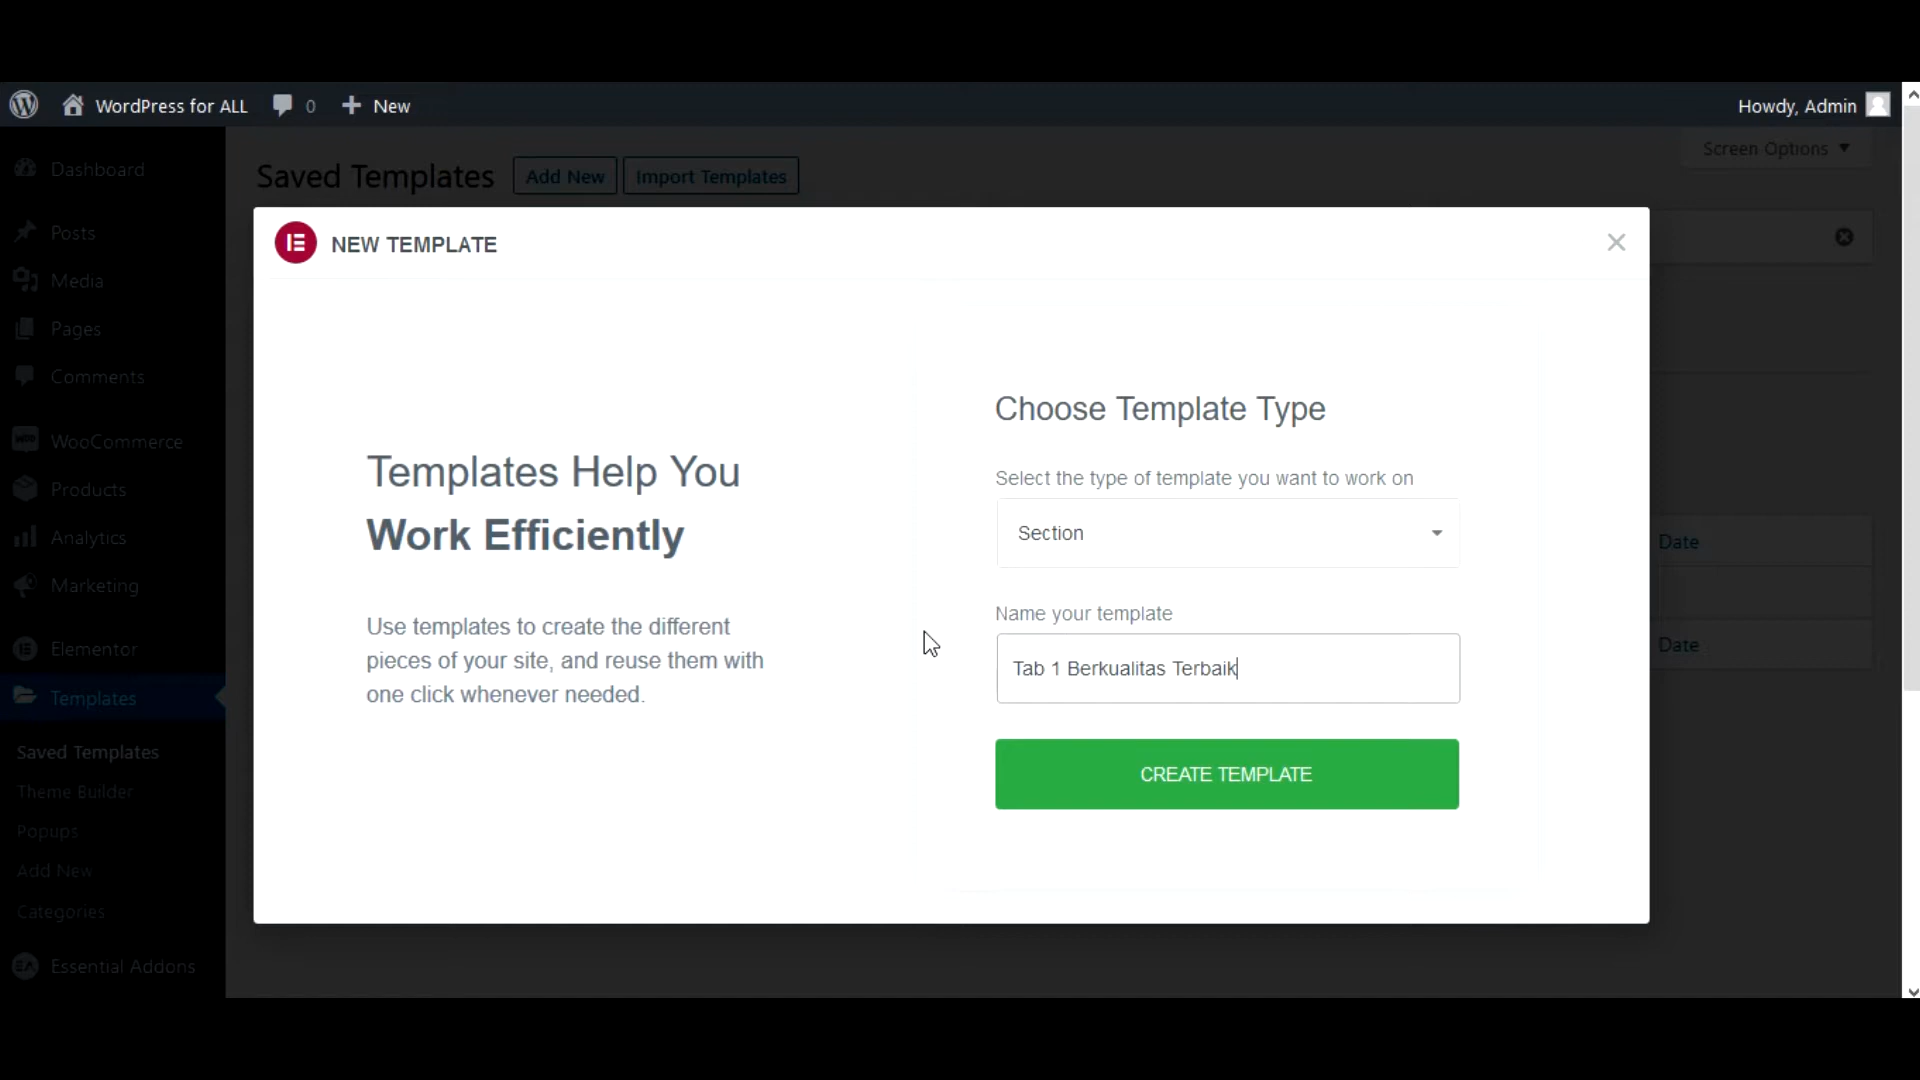 WordPress for ALL 0 New
Howdy, Admin
Dashboard
Posts
Media
Pages
Comments
WooCommerce
Products
Analytics
Marketing
Elementor
Templates
Saved Templates
Theme Builder
Popups
Add New
Categories
Essential Addons
Saved Templates Add New Import Templates
Screen Options
NEW TEMPLATE
Templates Help You
Work Efficiently
Use templates to create the different
pieces of your site, and reuse them with
one click whenever needed.
Choose Template Type
Select the type of template you want to work on
Section
Name your template
Tab 1 Berkualitas Terbaik
CREATE TEMPLATE
Date
Date